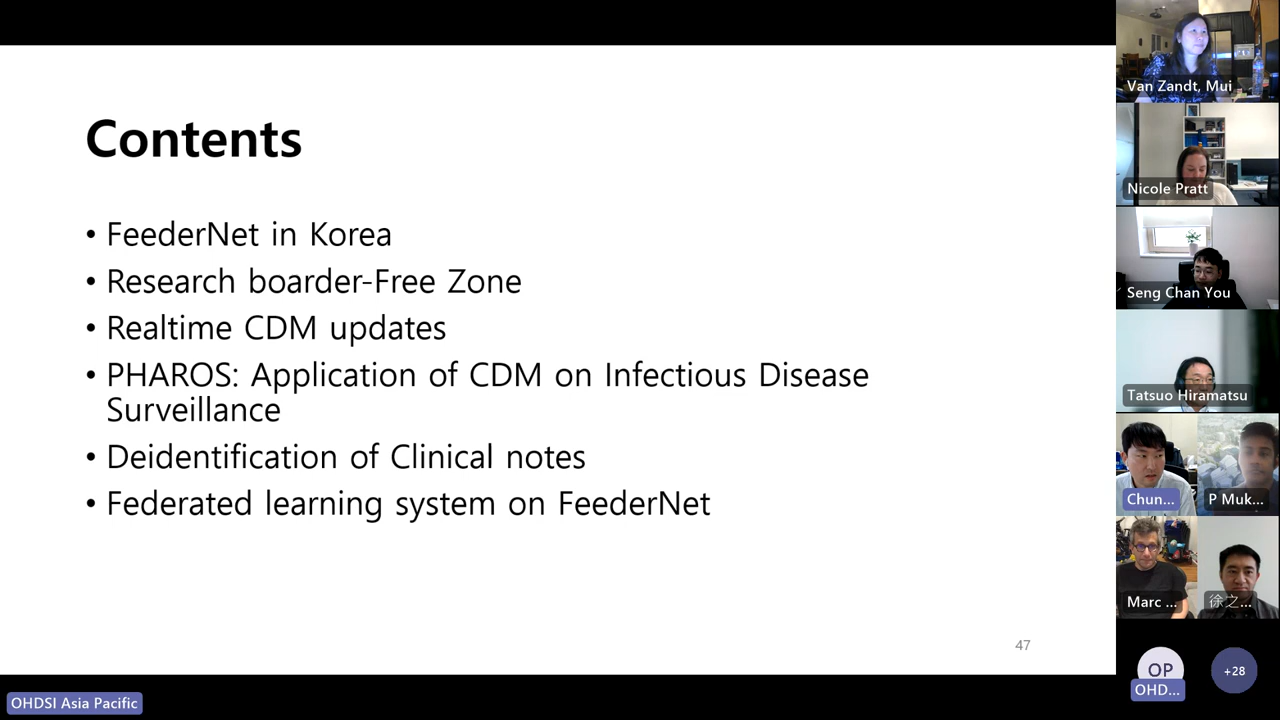 Contents
• FeederNet in Korea
• Research boarder-Free Zone
• Realtime CDM updates
• PHAROS: Application of CDM on Infectious Disease
Surveillance
• Deidentification of Clinical notes
• Federated learning system on FeederNet
47
OHDSI Asia Pacific
Van Zandt, Mui
Nicole Pratt
Seng Chan You
Tatsuo Hiramatsu
Chun...
P Muk...
Marc ...
徐之...
OP
OHD...
+28